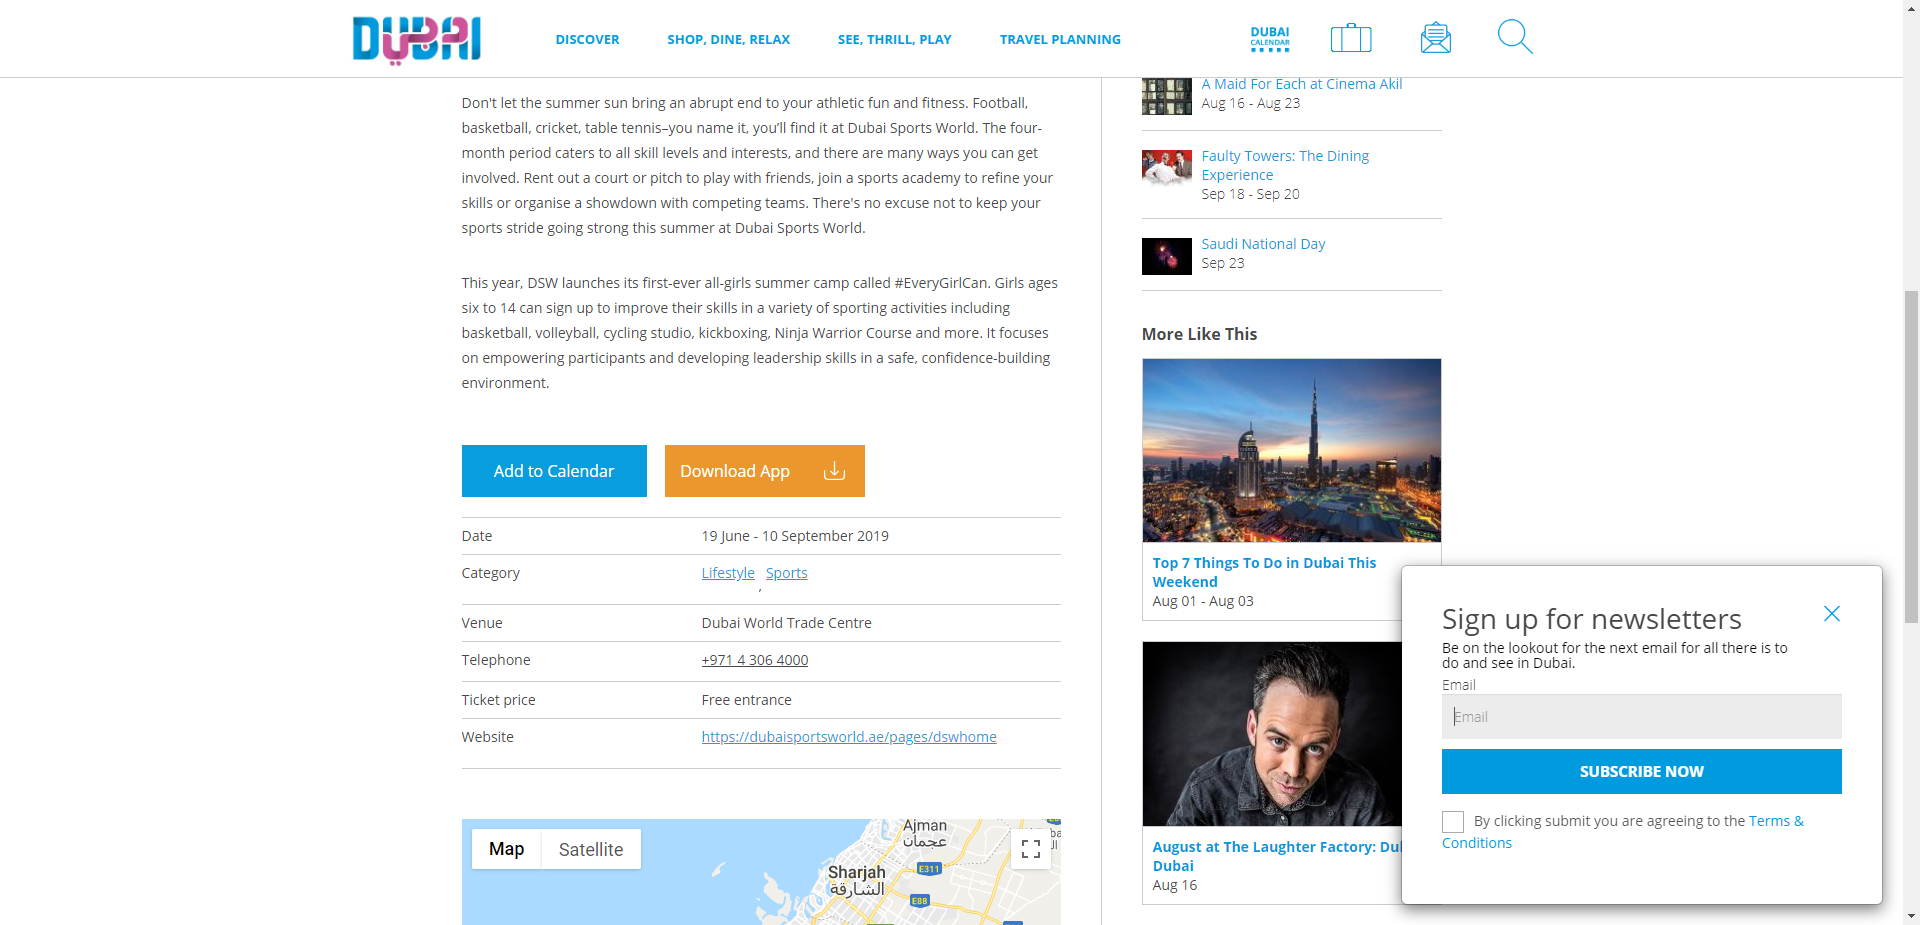 DUBAI
DISCOVER
SHOP, DINE, RELAX
SEE, THRILL, PLAY
TRAVEL PLANNING
DUBAI
CALENDAR
Don't let the summer sun bring an abrupt end to your athletic fun and fitness. Football,
basketball, cricket, table tennis–you name it, you’ll find it at Dubai Sports World. The four-
month period caters to all skill levels and interests, and there are many ways you can get
involved. Rent out a court or pitch to play with friends, join a sports academy to refine your
skills or organise a showdown with competing teams. There's no excuse not to keep your
sports stride going strong this summer at Dubai Sports World.
This year, DSW launches its first-ever all-girls summer camp called #EveryGirlCan. Girls ages
six to 14 can sign up to improve their skills in a variety of sporting activities including
basketball, volleyball, cycling studio, kickboxing, Ninja Warrior Course and more. It focuses
on empowering participants and developing leadership skills in a safe, confidence-building
environment.
Add to Calendar
Download App
Date 19 June - 10 September 2019
Category Lifestyle , Sports
Venue Dubai World Trade Centre
Telephone +971 4 306 4000
Ticket price Free entrance
Website https://dubaisportsworld.ae/pages/dswhome
Map
Satellite
Ajman
عجمان
Sharjah
الشارقة
E311
E88
A Maid For Each at Cinema Akil
Aug 16 - Aug 23
Faulty Towers: The Dining
Experience
Sep 18 - Sep 20
Saudi National Day
Sep 23
More Like This
Top 7 Things To Do in Dubai This
Weekend
Aug 01 - Aug 03
August at The Laughter Factory: Du
Dubai
Aug 16
Sign up for newsletters
Be on the lookout for the next email for all there is to
do and see in Dubai.
Email
Email
SUBSCRIBE NOW
By clicking submit you are agreeing to the Terms &
Conditions